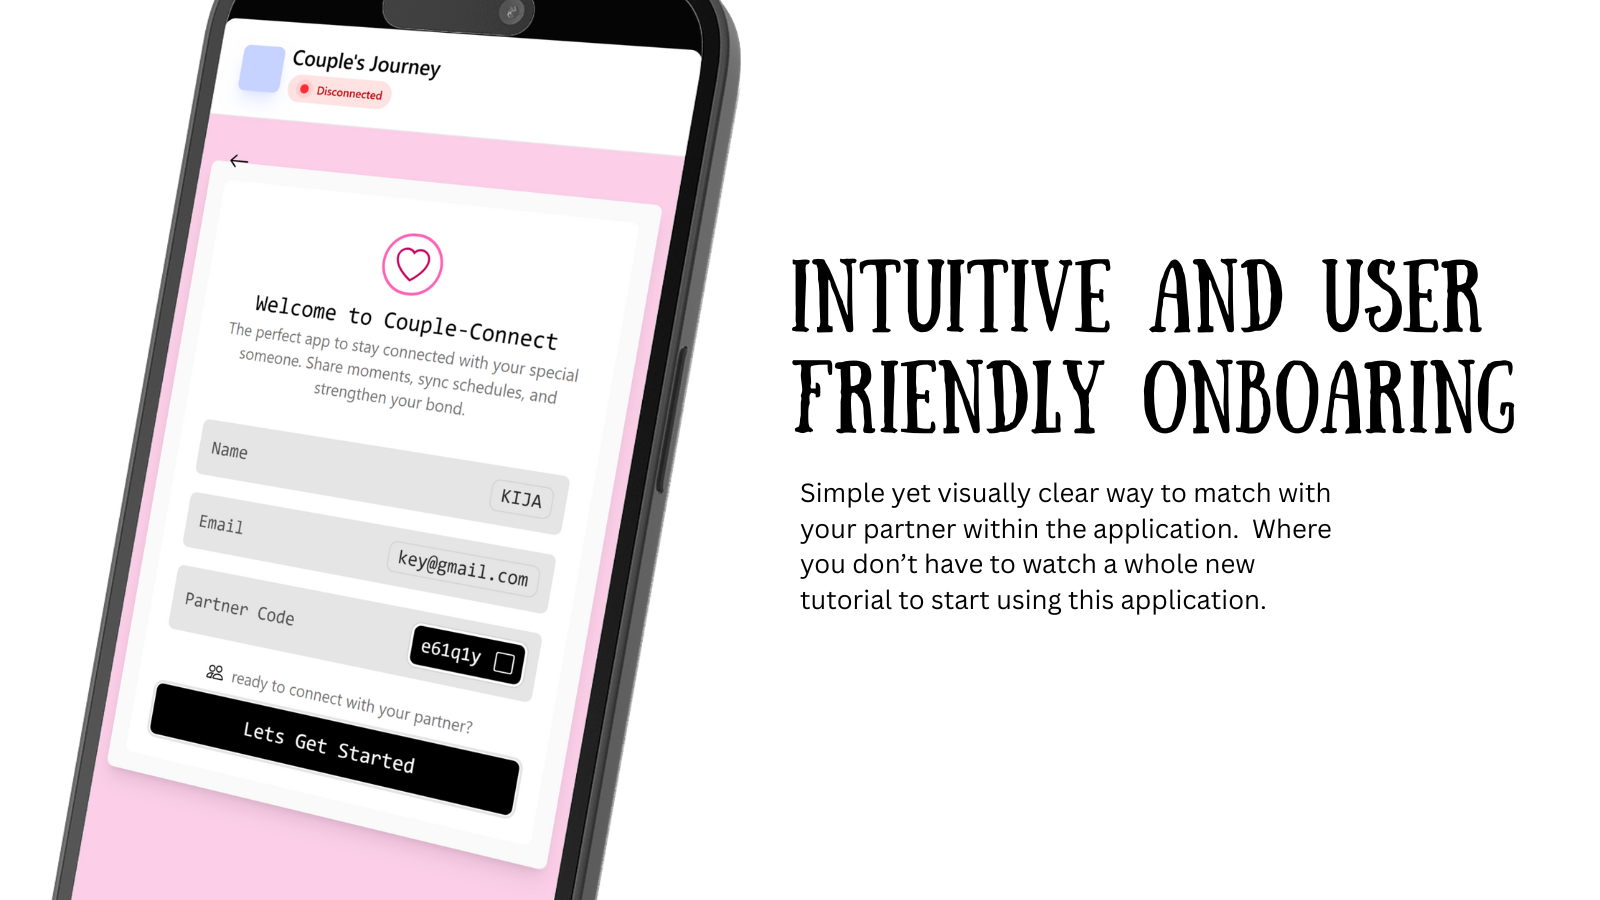 Couple's Journey
Disconnected
Welcome to Couple-Connect
The perfect app to stay connected with your special
someone. Share moments, sync schedules, and
strengthen your bond.
Name
KIJA
Email
key@gmail.com
Partner Code
e61q1y
ready to connect with your partner?
Lets Get Started
INTUITIVE AND USER
FRIENDLY ONBOARING
Simple yet visually clear way to match with
your partner within the application.  Where
you don’t have to watch a whole new
tutorial to start using this application.